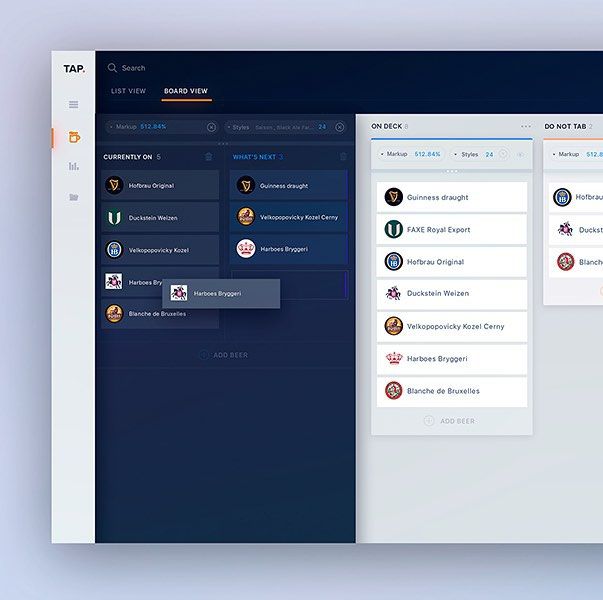 TAP.
Search
LIST VIEW
BOARD VIEW
Markup 512.84%
Styles Saison, Black Ale Far... 24
CURRENTLY ON 5
Hofbrau Original
Duckstein Weizen
Velkopopovicky Kozel
Harboes Bry
Blanche de Bruxelles
WHAT'S NEXT 3
Guinness draught
Velkopopovicky Kozel Cerny
Harboes Bryggeri
Harboes Bryggeri
ADD BEER
ON DECK 8
Markup 512.84%
Styles 24
Guinness draught
FAXE Royal Export
Hofbrau Original
Duckstein Weizen
Velkopopovicky Kozel Cerny
Harboes Bryggeri
Blanche de Bruxelles
ADD BEER
DO NOT TAB 2
Markup 512.8
Hofbrau
Duckst
Blanch